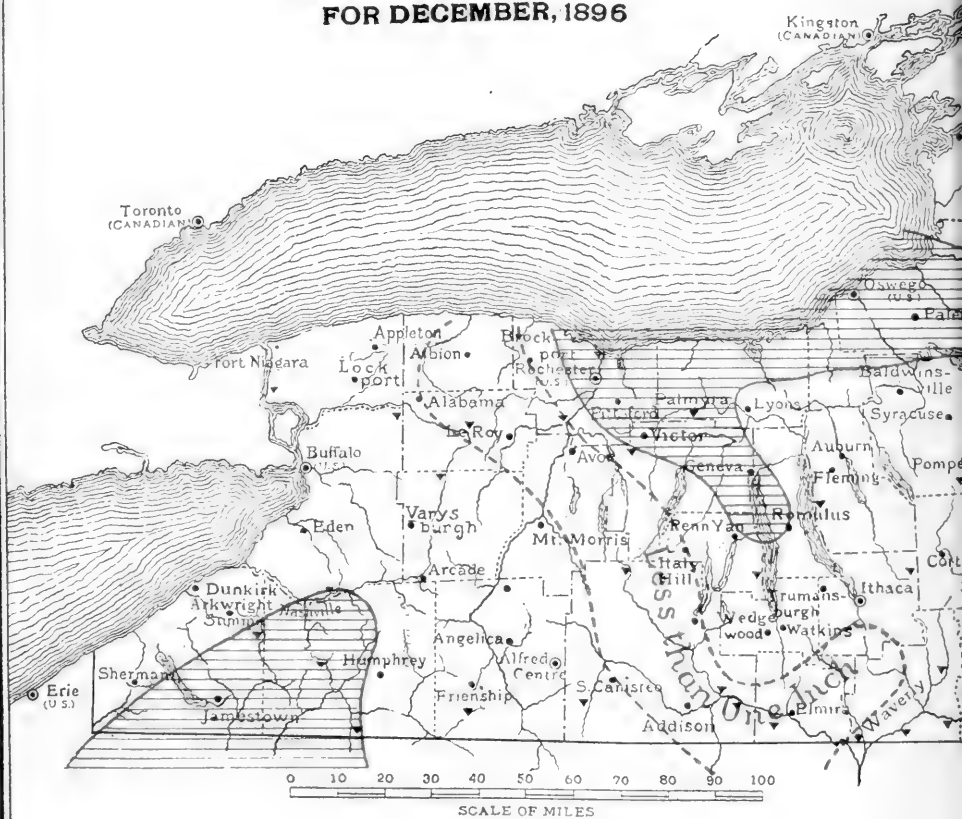 FOR DECEMBER, 1896
Kingston
(CANADIAN)
Toronto
(CANADIAN)
Oswego
(U.S.)
Appleton
Fort Niagara
Lock
port
Albion
Brock
port
Rochester
(U.S.)
Baldwins-
ville
Alabama
Pittsford
Palmyra
Lyons
Syracuse
Le Roy
Victor
Buffalo
(U.S.)
Avon
Geneva
Auburn
Fleming
Eden
Varys
burgh
Mt. Morris
Penn Yan
Romulus
Arcade
Italy
Hill
Ithaca
Dunkirk
Arkwright
Summit
Nashville
Trumans-
burgh
Wedge
wood
Watkins
Angelica
Sherman
Humphrey
Alfred
Centre
Erie
(U.S.)
Frienship
S. Canisteo
Jamestown
Addison
Elmira
Waverly
Less than One Inch
0 10 20 30 40 50 60 70 80 90 100
SCALE OF MILES